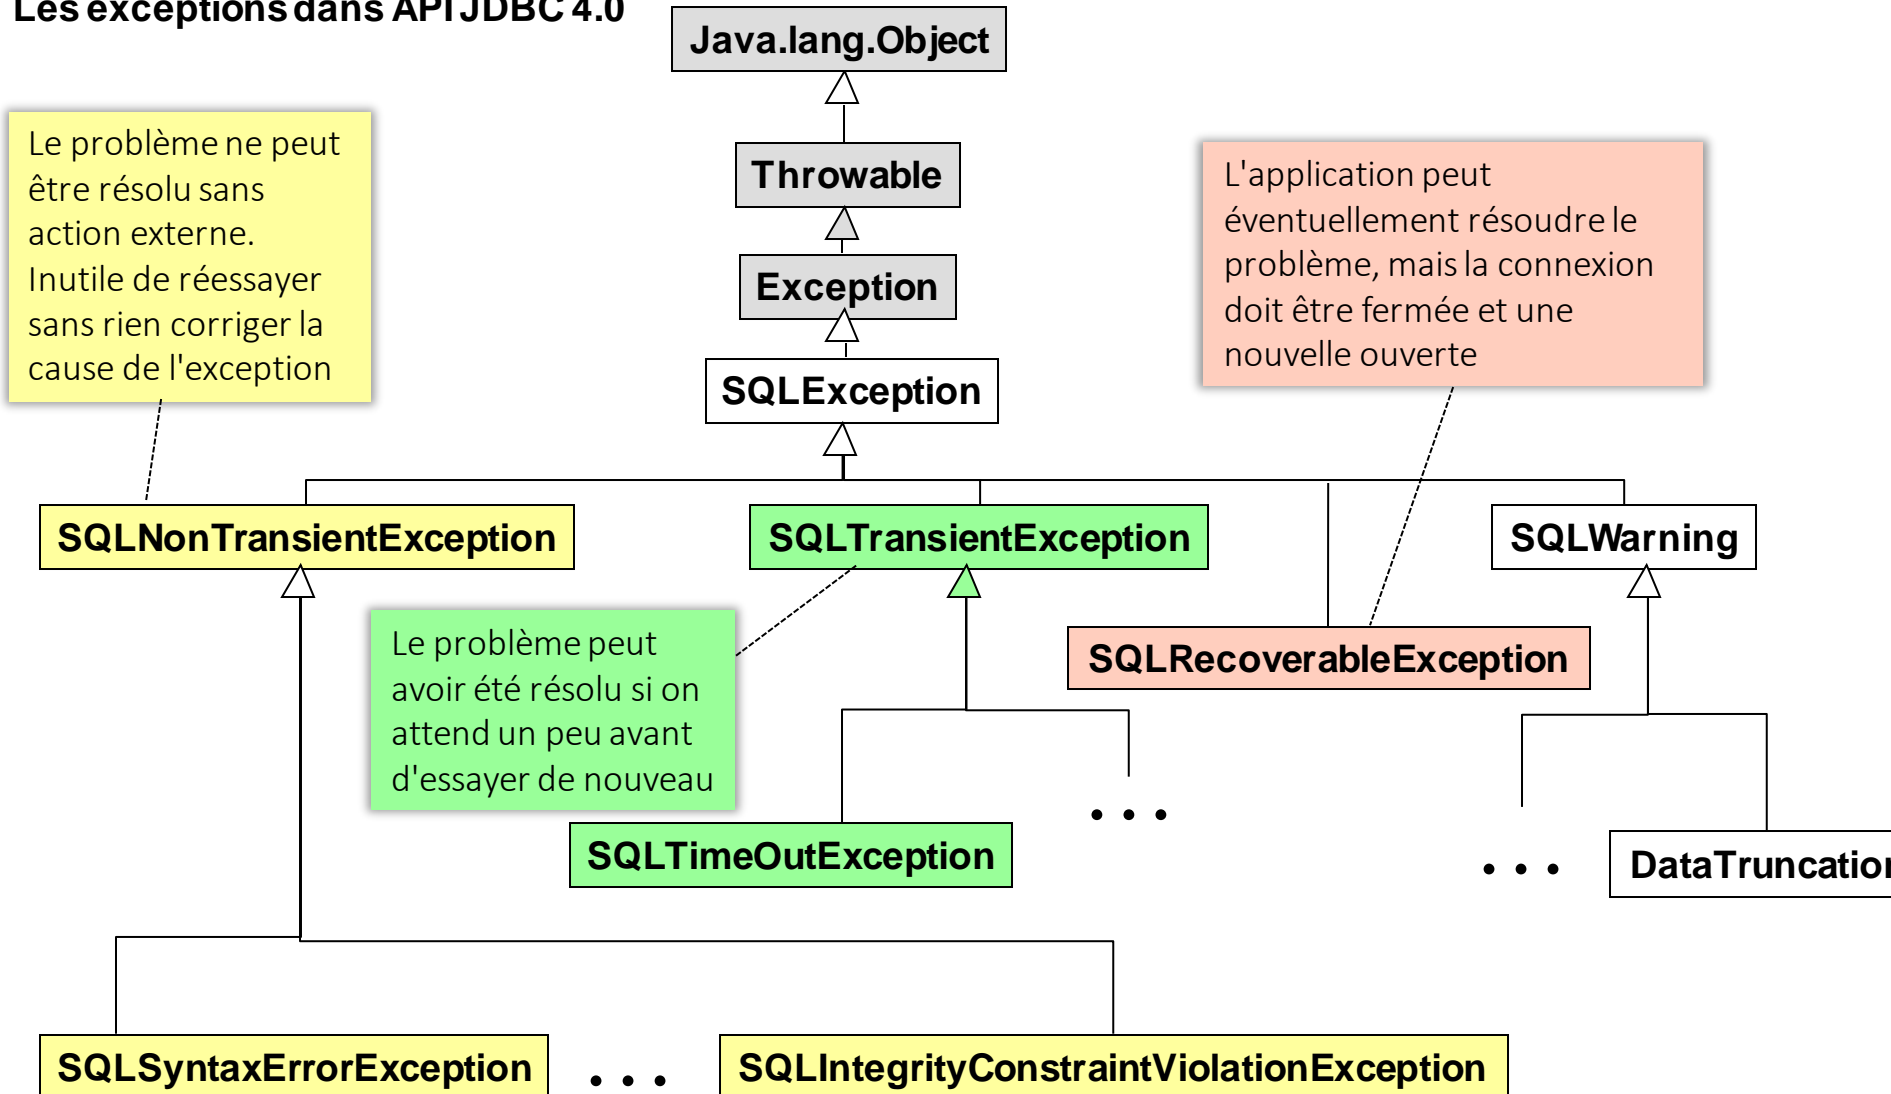 Les exceptions dans API JDBC 4.0
Java.lang.Object
Throwable
Exception
SQLException
Le problème ne peut
être résolu sans
action externe.
Inutile de réessayer
sans rien corriger la
cause de l'exception
L'application peut
éventuellement résoudre le
problème, mais la connexion
doit être fermée et une
nouvelle ouverte
SQLNonTransientException
SQLTransientException
SQLWarning
Le problème peut
avoir été résolu si on
attend un peu avant
d'essayer de nouveau
SQLRecoverableException
...
SQLTimeOutException
...
DataTruncation
SQLSyntaxErrorException
...
SQLIntegrityConstraintViolationException